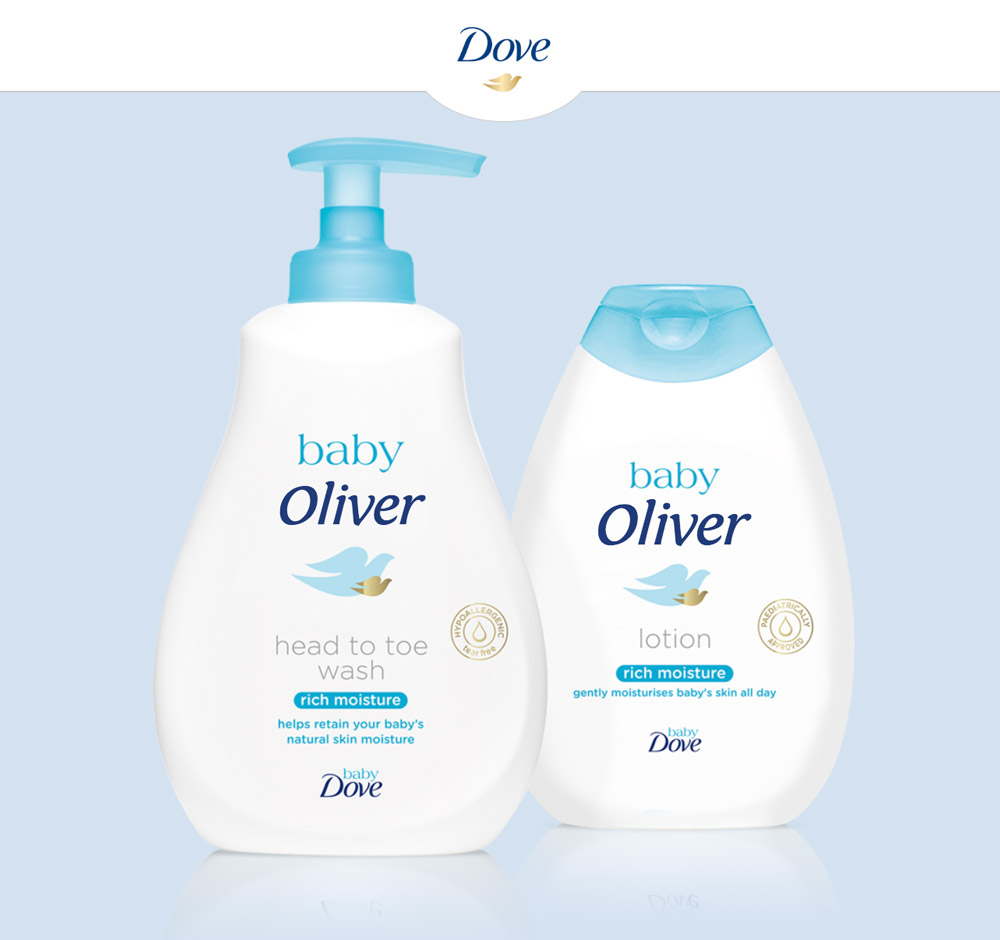 Dove
baby
Oliver
head to toe
wash
rich moisture
helps retain your baby's
natural skin moisture
baby
Dove
HYPOALLERGENIC
tear free
baby
Oliver
lotion
rich moisture
gently moisturises baby's skin all day
baby
Dove
PAEDIATRICALLY
APPROVED